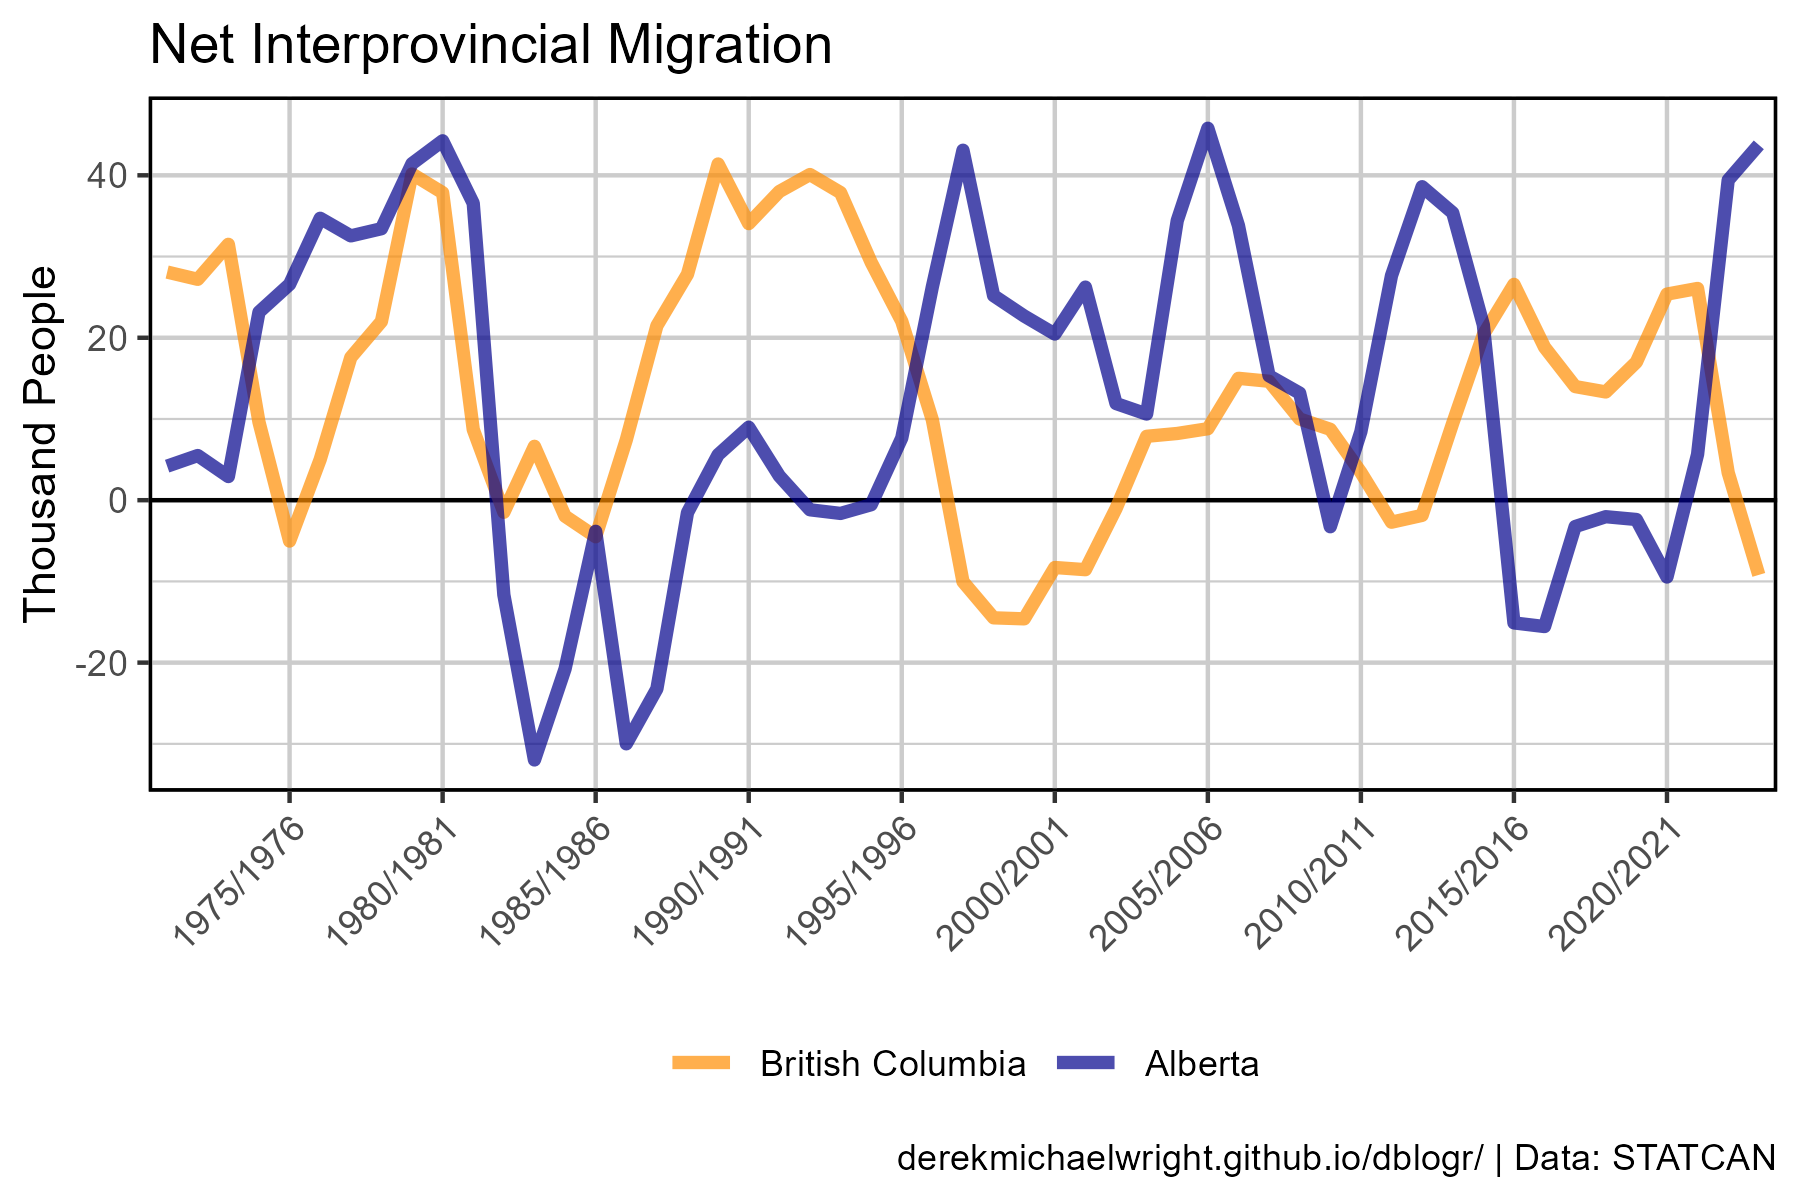 Net Interprovincial Migration
Thousand People
40
20
0
-20
1975/1976
1980/1981
1985/1986
1990/1991
1995/1996
2000/2001
2005/2006
2010/2011
2015/2016
2020/2021
British Columbia
Alberta
derekmichaelwright.github.io/dblogr/ | Data: STATCAN